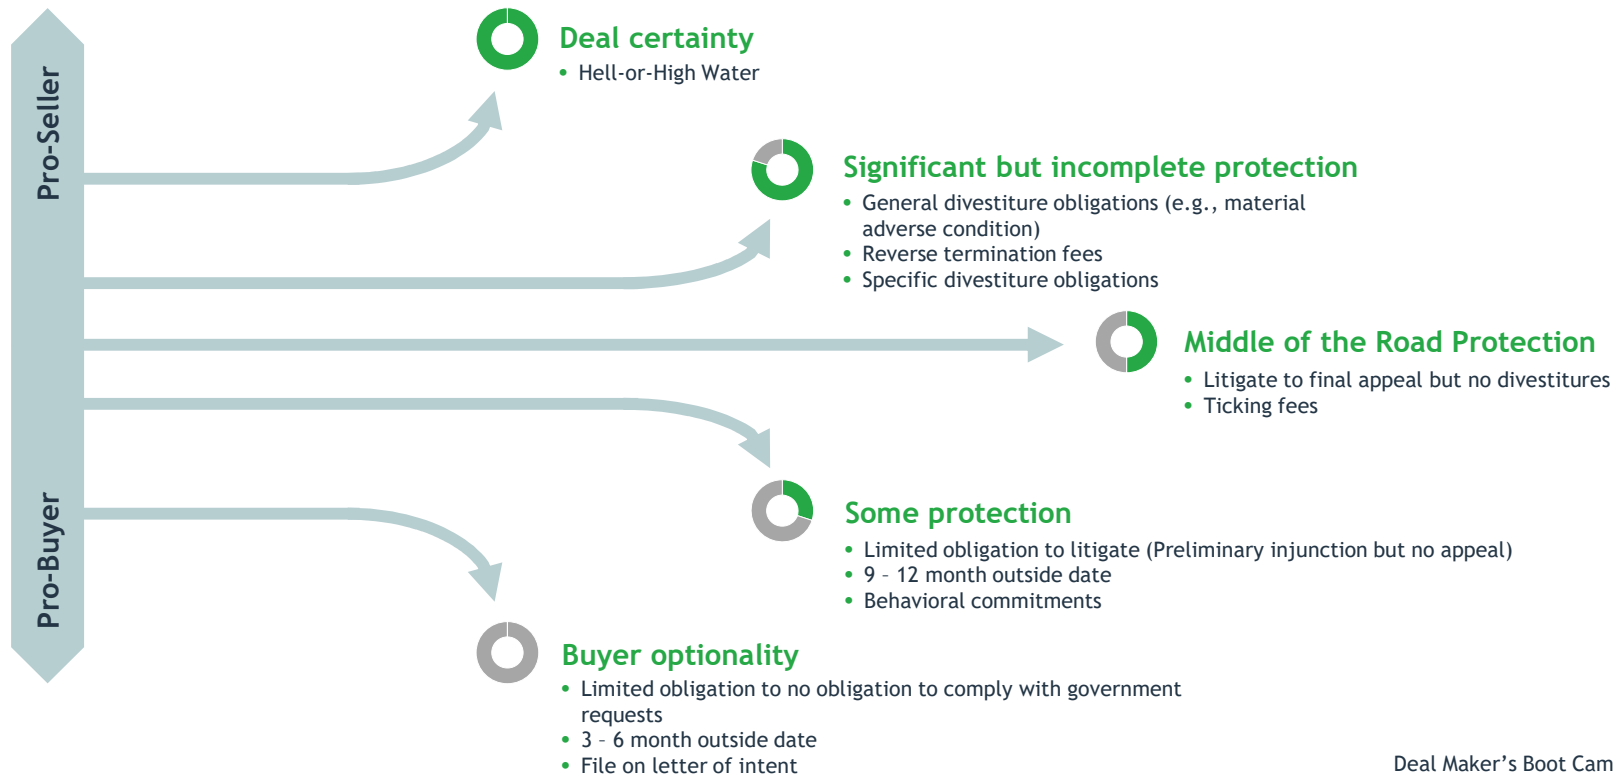 Pro-Seller
Deal certainty
• Hell-or-High Water
Significant but incomplete protection
• General divestiture obligations (e.g., material
adverse condition)
• Reverse termination fees
• Specific divestiture obligations
Middle of the Road Protection
• Litigate to final appeal but no divestitures
• Ticking fees
Pro-Buyer
Some protection
• Limited obligation to litigate (Preliminary injunction but no appeal)
• 9 – 12 month outside date
• Behavioral commitments
Buyer optionality
• Limited obligation to no obligation to comply with government
requests
• 3 – 6 month outside date
• File on letter of intent
Deal Maker’s Boot Cam